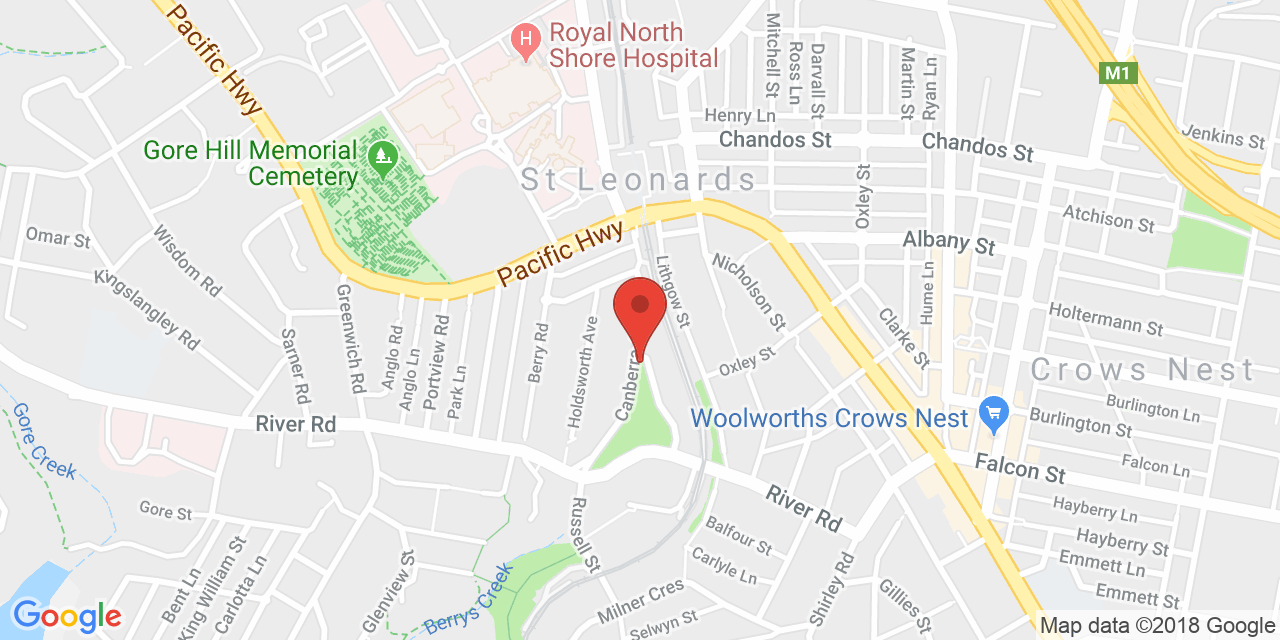 Pacific Hwy
H
Royal North
Shore Hospital
Mitchell St
Ross Ln
Darvall St
Martin St
Ryan Ln
M1
Henry Ln
Chandos St
Chandos St
Jenkins St
Gore Hill Memorial
Cemetery
St Leonards
Oxley St
Atchison St
Omar St
Wisdom Rd
Pacific Hwy
Albany St
Kingslangley Rd
Lithgow St
Nicholson St
Hume Ln
Holtermann St
Greenwich Rd
Samer Rd
Anglo Rd
Anglo Ln
Portview Rd
Park Ln
Berry Rd
Holdsworth Ave
Canberra
Clarke St
Oxley St
Crows Nest
River Rd
Woolworths Crows Nest
Burlington Ln
Burlington St
Gore Creek
Falcon St
Falcon Ln
River Rd
Hayberry Ln
Gore St
Russell St
Balfour St
Hayberry St
Carlyle Ln
Emmett Ln
Bent Ln
King William St
Carlotta Ln
Glenview St
Berrys Creek
Milner Cres
Selwyn St
Shirley Rd
Gillies St
Emmett St
Google
Map data ©2018 Google